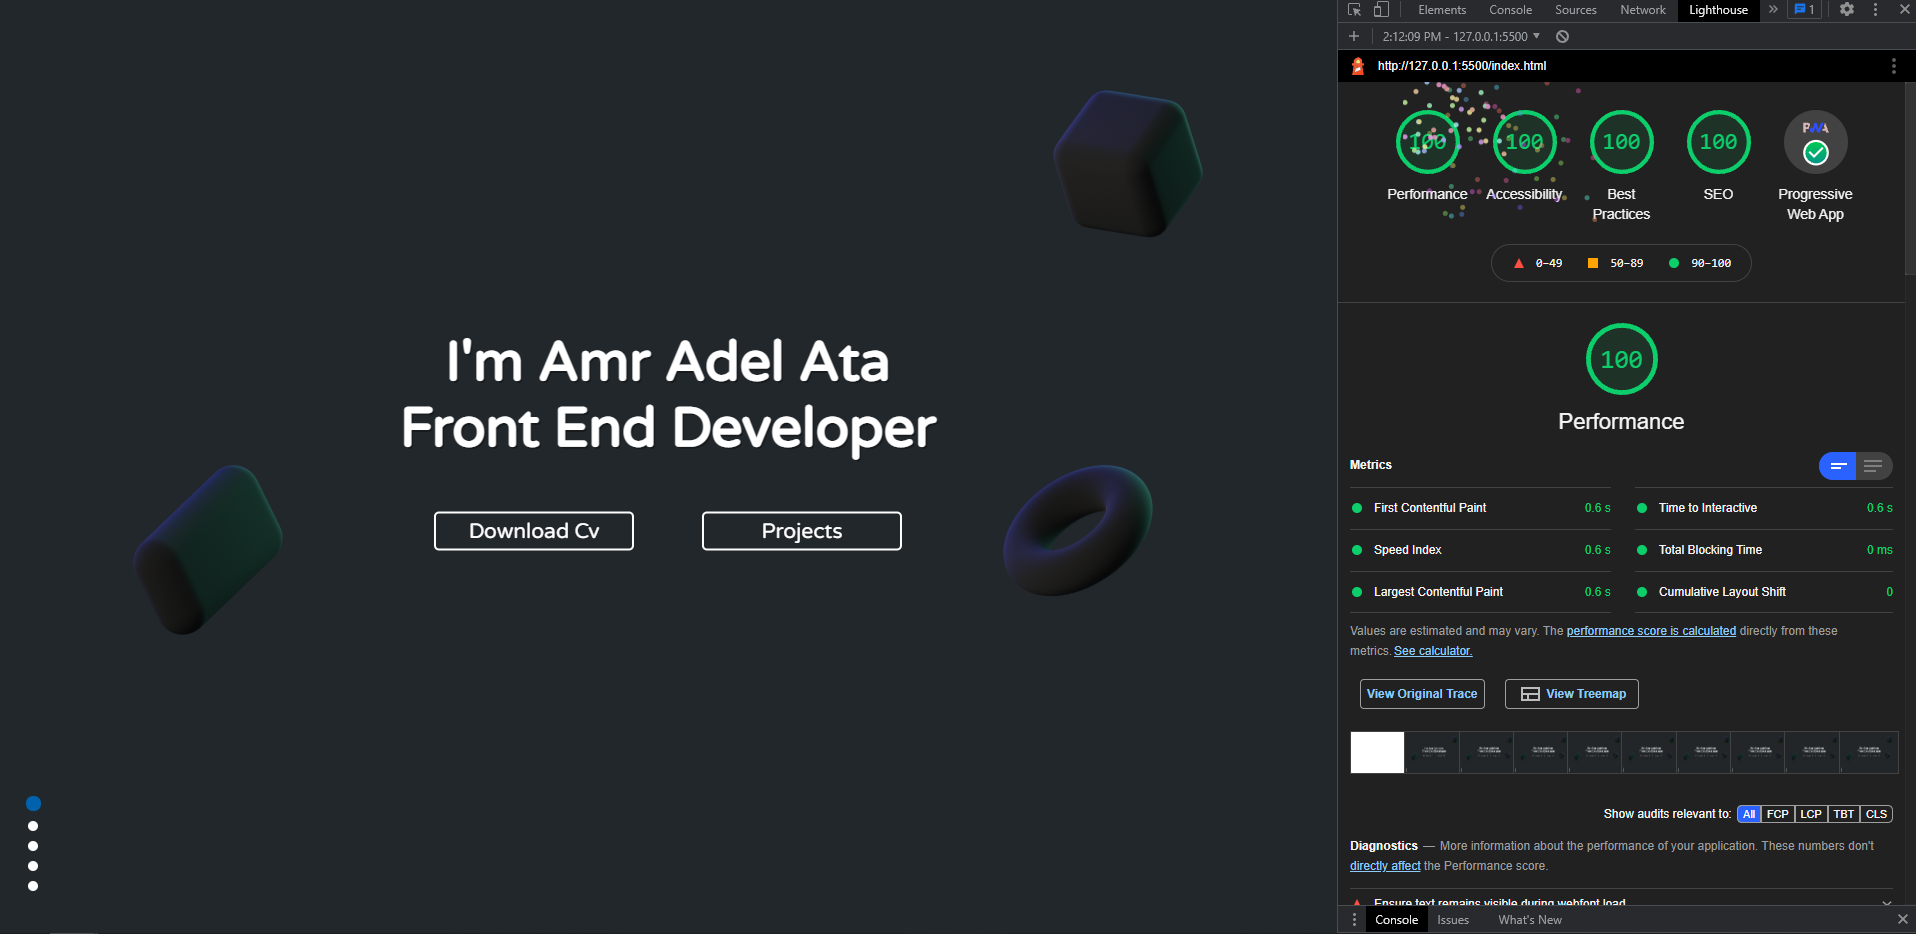 I'm Amr Adel Ata
Front End Developer
Download Cv
Projects
Elements
Console
Sources
Network
Lighthouse
1
2:12:09 PM - 127.0.0.1:5500
http://127.0.0.1:5500/index.html
100
100
100
100
PWA
Performance
Accessibility
Best
Practices
SEO
Progressive
Web App
0–49
50–89
90–100
100
Performance
Metrics
First Contentful Paint 0.6 s
Time to Interactive 0.6 s
Speed Index 0.6 s
Total Blocking Time 0 ms
Largest Contentful Paint 0.6 s
Cumulative Layout Shift 0
Values are estimated and may vary. The performance score is calculated directly from these
metrics. See calculator.
View Original Trace
View Treemap
Show audits relevant to: All FCP LCP TBT CLS
Diagnostics — More information about the performance of your application. These numbers don't
directly affect the Performance score.
Ensure text remains visible during webfont load
Console
Issues
What's New